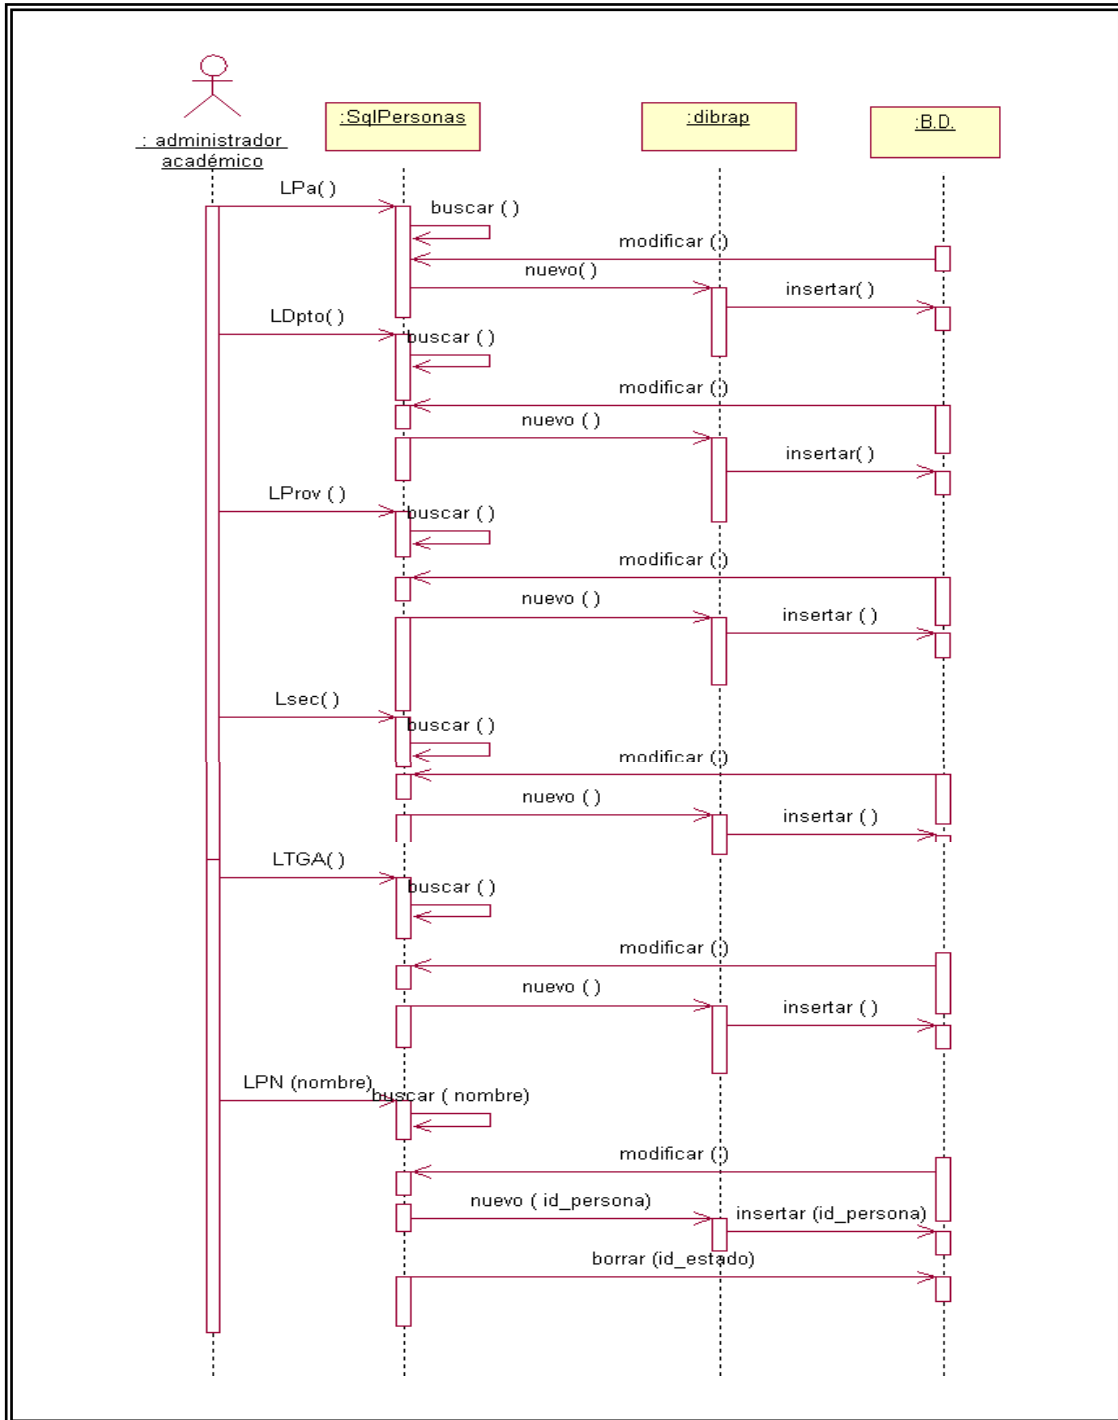 : administrador
académico
:SqlPersonas
:dibrap
:B.D.
LPa( )
buscar ( )
modificar ( )
nuevo( )
insertar( )
LDpto( )
buscar ( )
modificar ( )
nuevo ( )
insertar( )
LProv ( )
buscar ( )
modificar ( )
nuevo ( )
insertar ( )
Lsec( )
buscar ( )
modificar ( )
nuevo ( )
insertar ( )
LTGA( )
buscar ( )
modificar ( )
nuevo ( )
insertar ( )
LPN (nombre)
buscar ( nombre)
modificar ( )
nuevo ( id_persona)
insertar (id_persona)
borrar (id_estado)